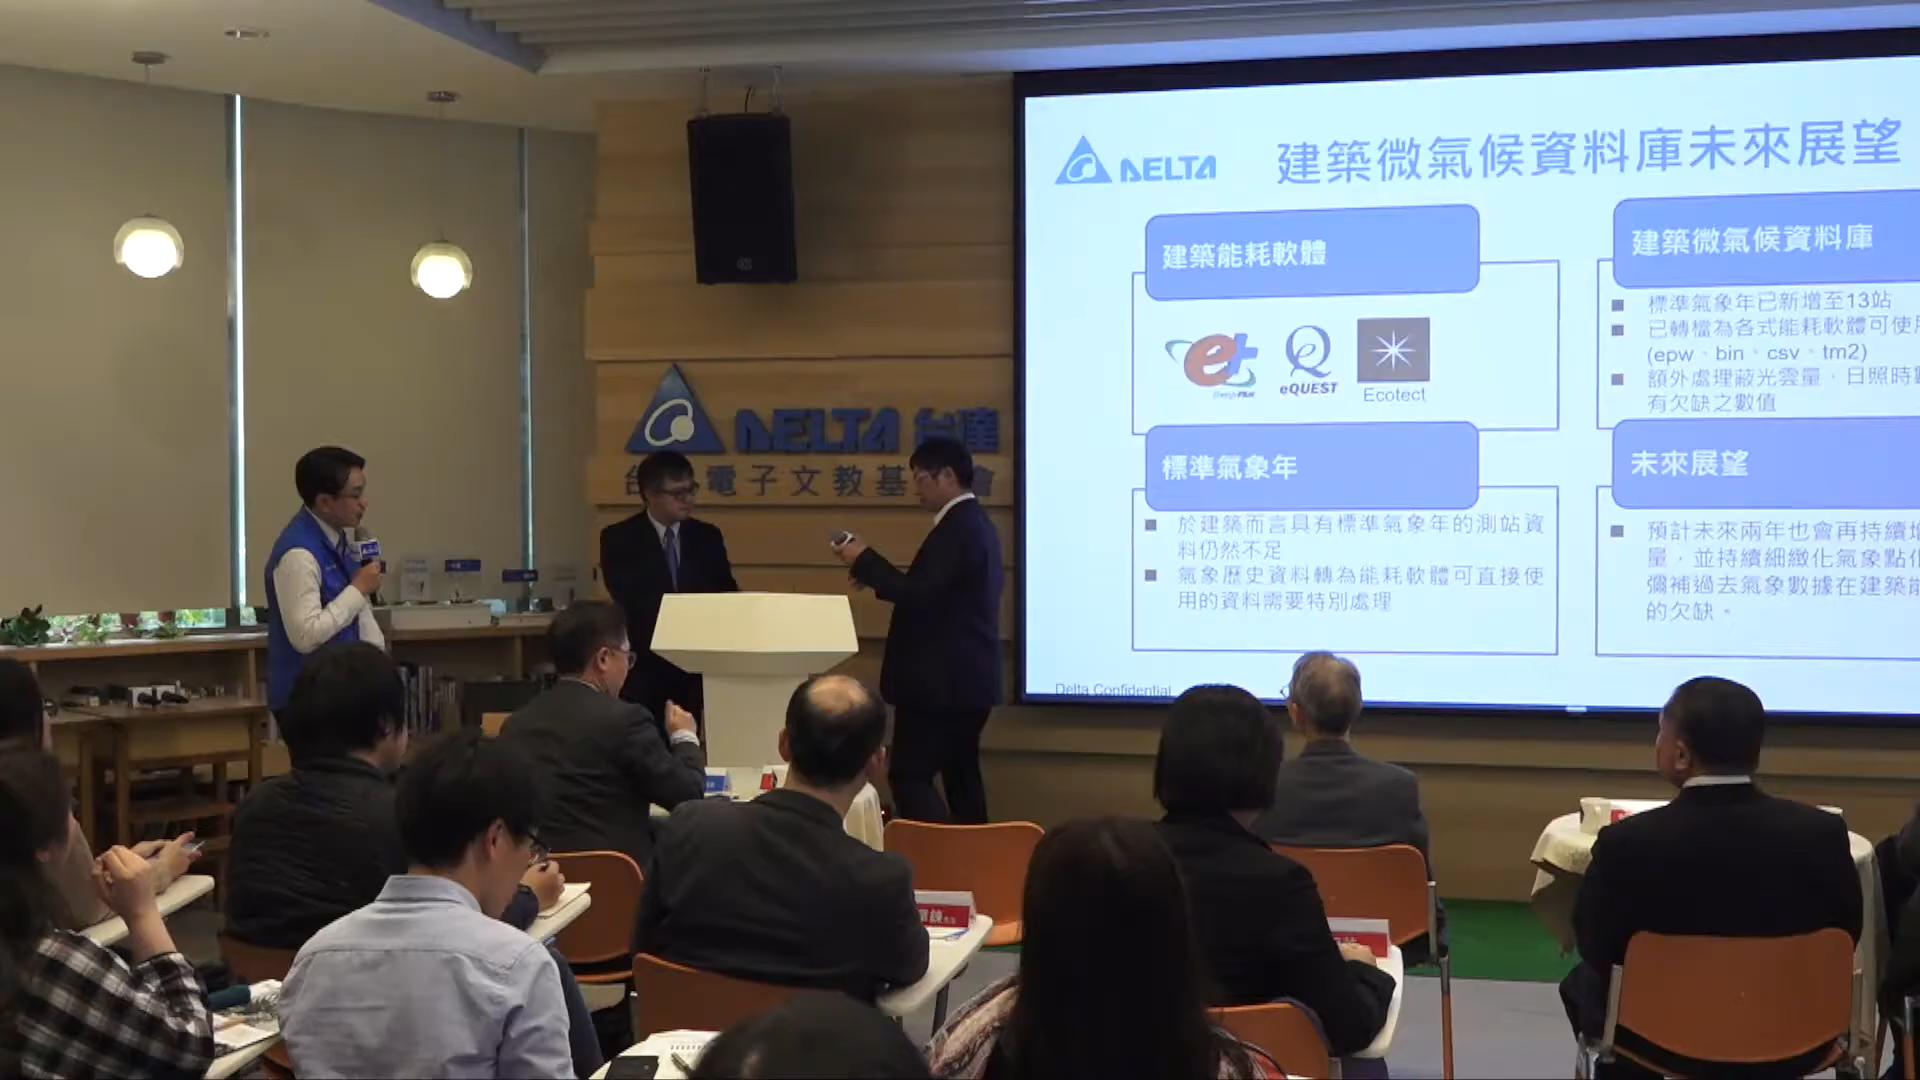 DELTA
建築微氣候資料庫未來展望
建築能耗軟體
EnergyPlus
eQUEST
Ecotect
建築微氣候資料庫
標準氣象年已新增至13站
已轉檔為各式能耗軟體可使用
(epw、bin、csv、tm2)
額外處理蔽光雲量，日照時數
有欠缺之數值
標準氣象年
於建築而言具有標準氣象年的測站資
料仍然不足
氣象歷史資料轉為能耗軟體可直接使
用的資料需要特別處理
未來展望
預計未來兩年也會再持續增
量，並持續細緻化氣象點位
彌補過去氣象數據在建築能
的欠缺。
Delta Confidential
DELTA 台達
台 電子文教基 會